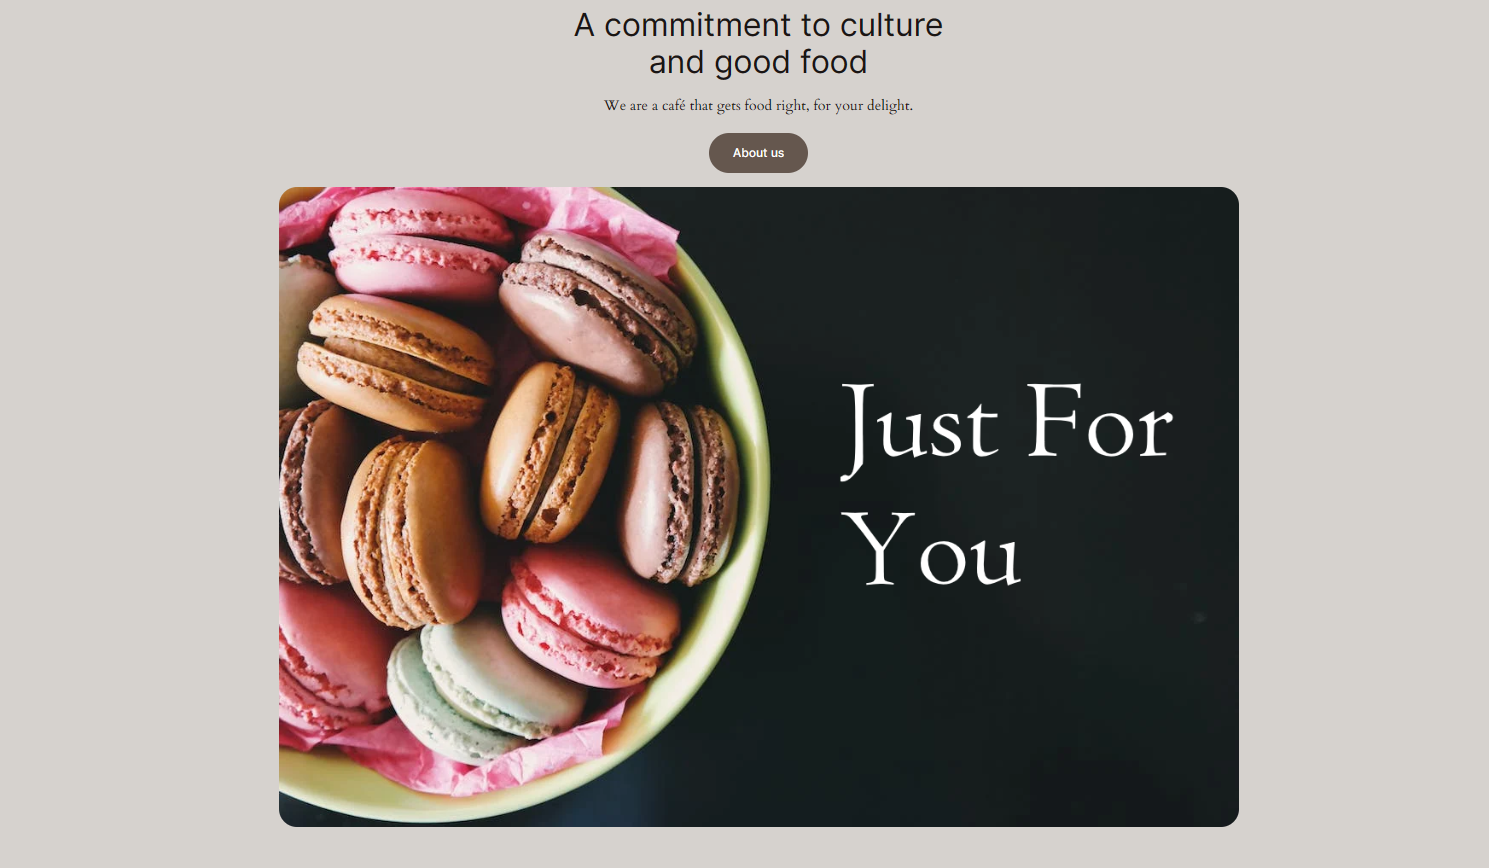 A commitment to culture
and good food
We are a café that gets food right, for your delight.
About us
Just For
You